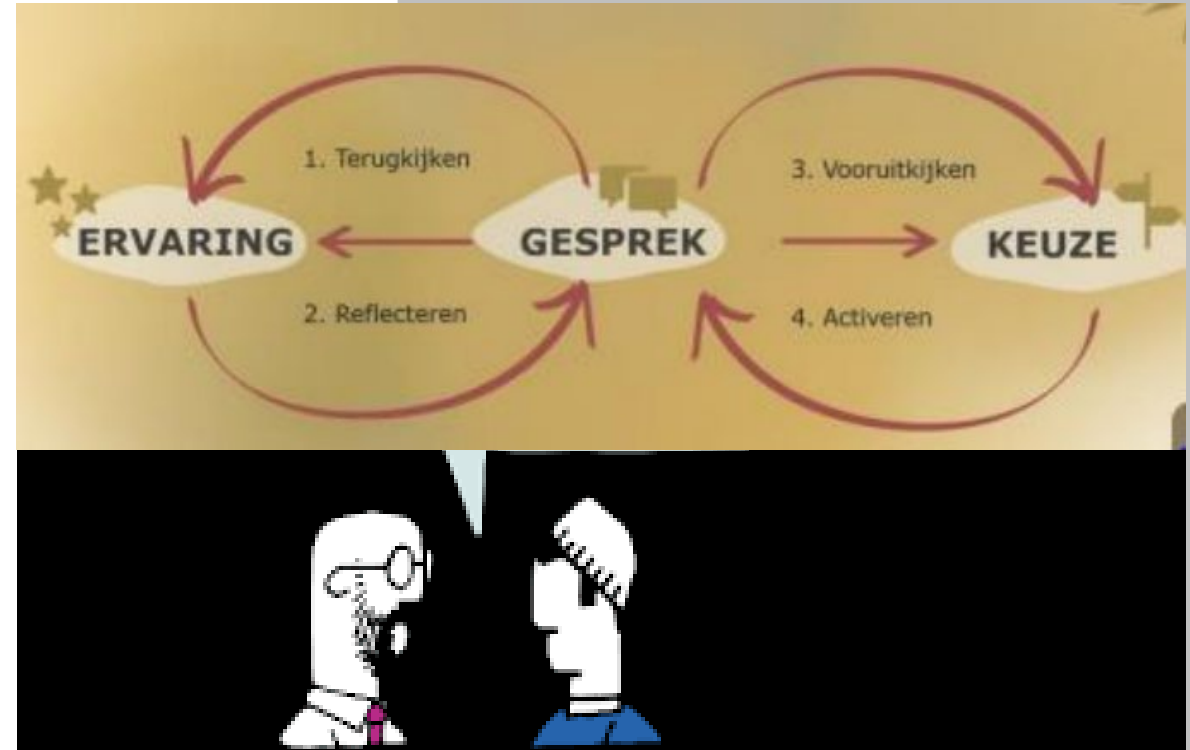 1. Terugkijken
3. Vooruitkijken
ERVARING
GESPREK
KEUZE
2. Reflecteren
4. Activeren